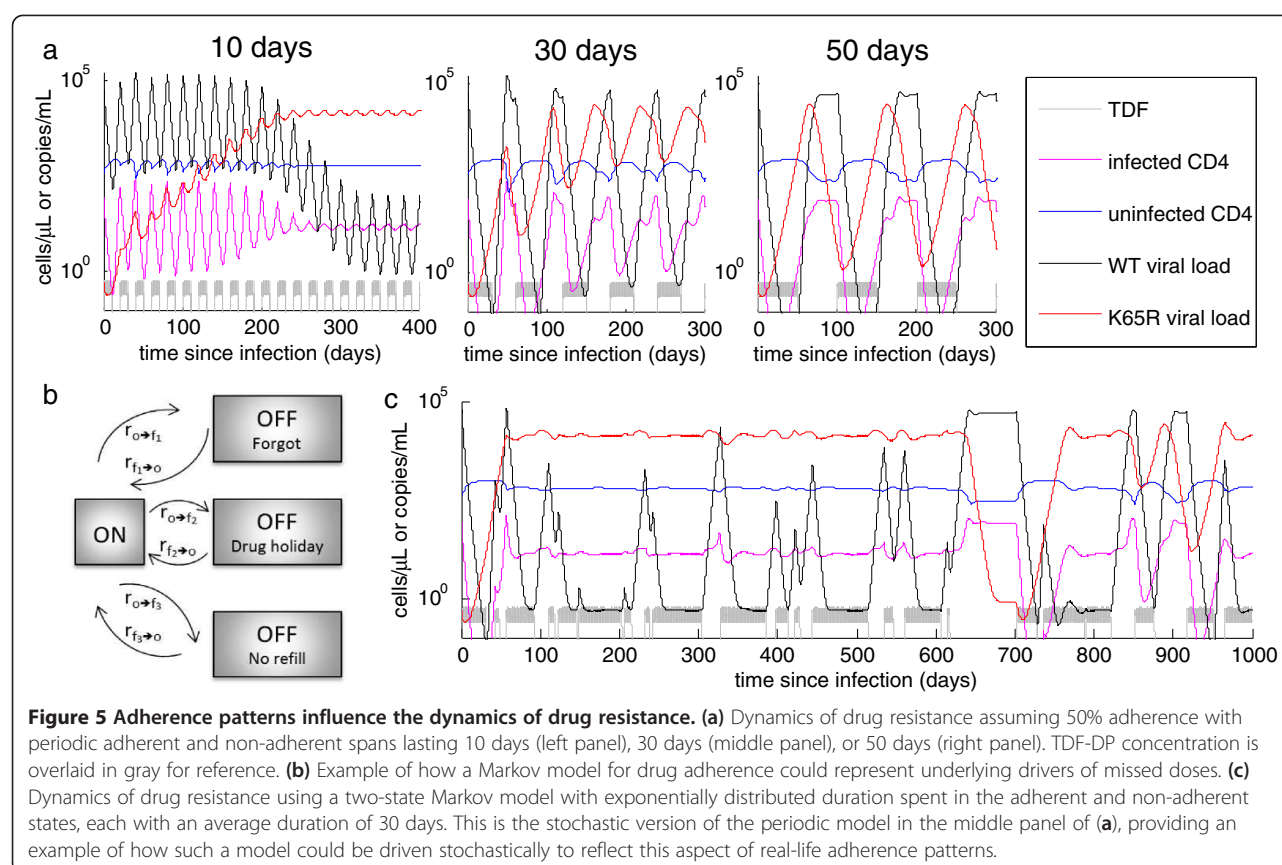 a
10 days
30 days
50 days
cells/µL or copies/mL
10^5
10^0
0 100 200 300 400
time since infection (days)
10^5
10^0
0 100 200 300
time since infection (days)
10^5
10^0
0 50 100 150 200 250 300
time since infection (days)
TDF
infected CD4
uninfected CD4
WT viral load
K65R viral load
b
ON
r_o➔f₁
r_f₁➔o
OFF
Forgot
r_o➔f₂
r_f₂➔o
OFF
Drug holiday
r_o➔f₃
r_f₃➔o
OFF
No refill
c
cells/µL or copies/mL
10^5
10^0
0 100 200 300 400 500 600 700 800 900 1000
time since infection (days)
Figure 5 Adherence patterns influence the dynamics of drug resistance. (a) Dynamics of drug resistance assuming 50% adherence with
periodic adherent and non-adherent spans lasting 10 days (left panel), 30 days (middle panel), or 50 days (right panel). TDF-DP concentration is
overlaid in gray for reference. (b) Example of how a Markov model for drug adherence could represent underlying drivers of missed doses. (c)
Dynamics of drug resistance using a two-state Markov model with exponentially distributed duration spent in the adherent and non-adherent
states, each with an average duration of 30 days. This is the stochastic version of the periodic model in the middle panel of (a), providing an
example of how such a model could be driven stochastically to reflect this aspect of real-life adherence patterns.